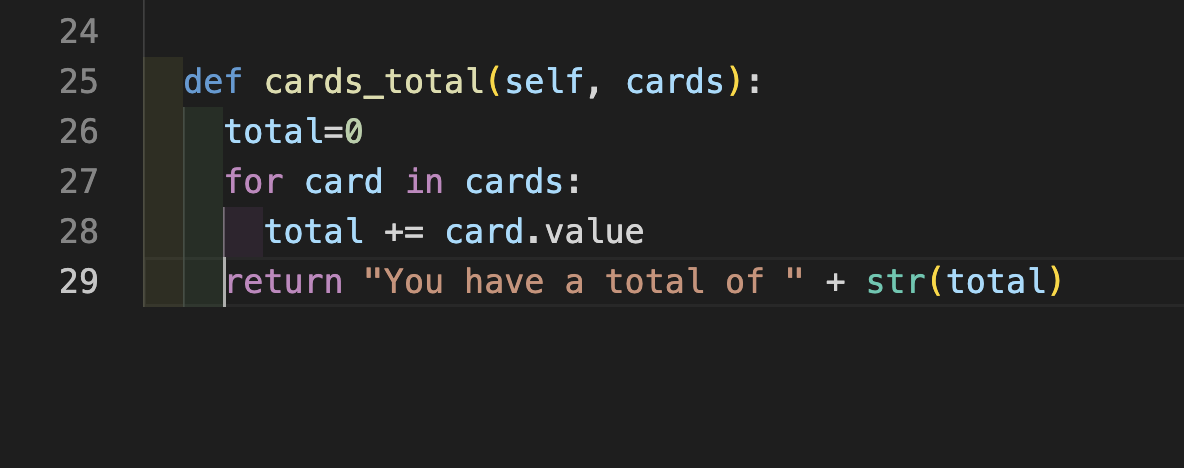 24
25 def cards_total(self, cards):
26 total=0
27 for card in cards:
28 total += card.value
29 return "You have a total of " + str(total)